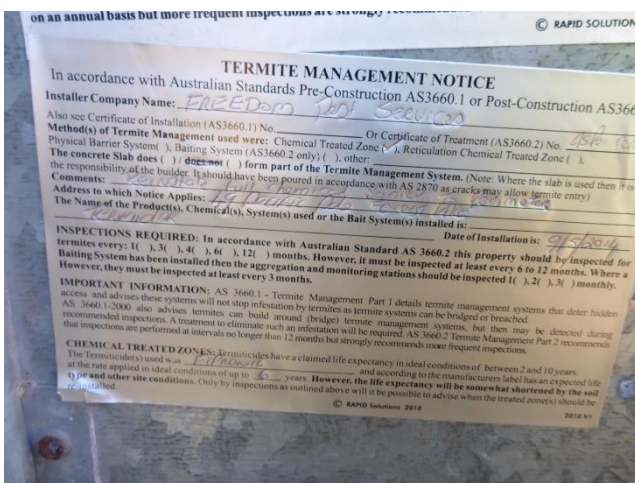 on an annual basis but more frequent inspections are strongly
© RAPID SOLUTION
TERMITE MANAGEMENT NOTICE
In accordance with Australian Standards Pre-Construction AS3660.1 or Post-Construction AS366
Installer Company Name: FREEDOM Pest Services
Also see Certificate of Installation (AS3660.1) No. Or Certificate of Treatment (AS3660.2) No.
Method(s) of Termite Management used were: Chemical Treated Zone ( ✓ ), Reticulation Chemical Treated Zone ( ),
Physical Barrier System( ), Baiting System (AS3660.2 only) ( ), other:
The concrete Slab does ( ) / does not ( ) form part of the Termite Management System. (Note: Where the slab is used then it is
the responsibility of the builder. It should have been poured in accordance with AS 2870 as cracks may allow termite entry)
Comments: Full Chemical Perimeter
Address to which Notice Applies: 49 Pacific
The Name of the Product(s), Chemical(s), System(s) used or the Bait System(s) installed is:
Date of Installation is: 9/5/2014
INSPECTIONS REQUIRED: In accordance with Australian Standard AS 3660.2 this property should be inspected for
termites every: 1( ), 3( ), 4( ), 6( ), 12( ) months. However, it must be inspected at least every 6 to 12 months. Where a
Baiting System has been installed then the aggregation and monitoring stations should be inspected 1( ), 2( ), 3( ) monthly.
However, they must be inspected at least every 3 months.
IMPORTANT INFORMATION: AS 3660.1 - Termite Management Part 1 details termite management systems that deter hidden
access and advises these systems will not stop infestation by termites as termite systems can be bridged or breached.
AS 3660.1-2000 also advises termites can build around (bridge) termite management systems, but then may be detected during
recommended inspections. A treatment to eliminate such an infestation will be required. AS 3660.2 Termite Management Part 2 recommends
that inspections are performed at intervals no longer than 12 months but strongly recommends more frequent inspections.
CHEMICAL TREATED ZONES: Termiticides have a claimed life expectancy in ideal conditions of between 2 and 10 years.
The Termiticide(s) used was Fipronil and according to the manufacturers label has an expected life
at the rate applied in ideal conditions of up to years. However, the life expectancy will be somewhat shortened by the soil
type and other site conditions. Only by inspections as outlined above will it be possible to advise when the treated zone(s) should be
re-installed.
© RAPID Solutions 2010
2010 V1